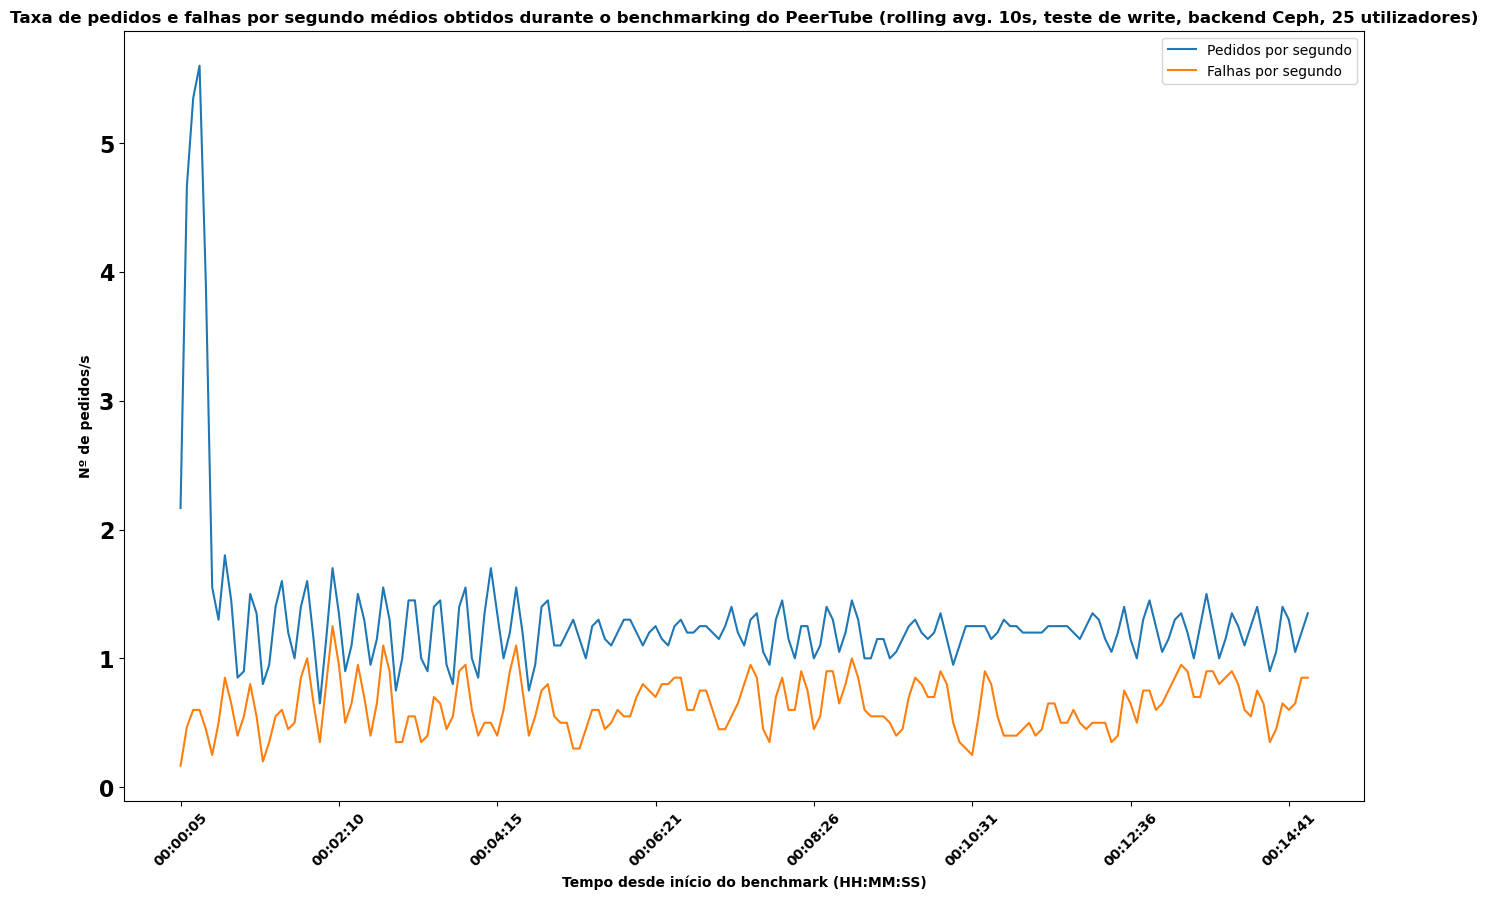 Taxa de pedidos e falhas por segundo médios obtidos durante o benchmarking do PeerTube (rolling avg. 10s, teste de write, backend Ceph, 25 utilizadores)
Pedidos por segundo
Falhas por segundo
Nº de pedidos/s
5
4
3
2
1
0
00:00:05
00:02:10
00:04:15
00:06:21
00:08:26
00:10:31
00:12:36
00:14:41
Tempo desde início do benchmark (HH:MM:SS)